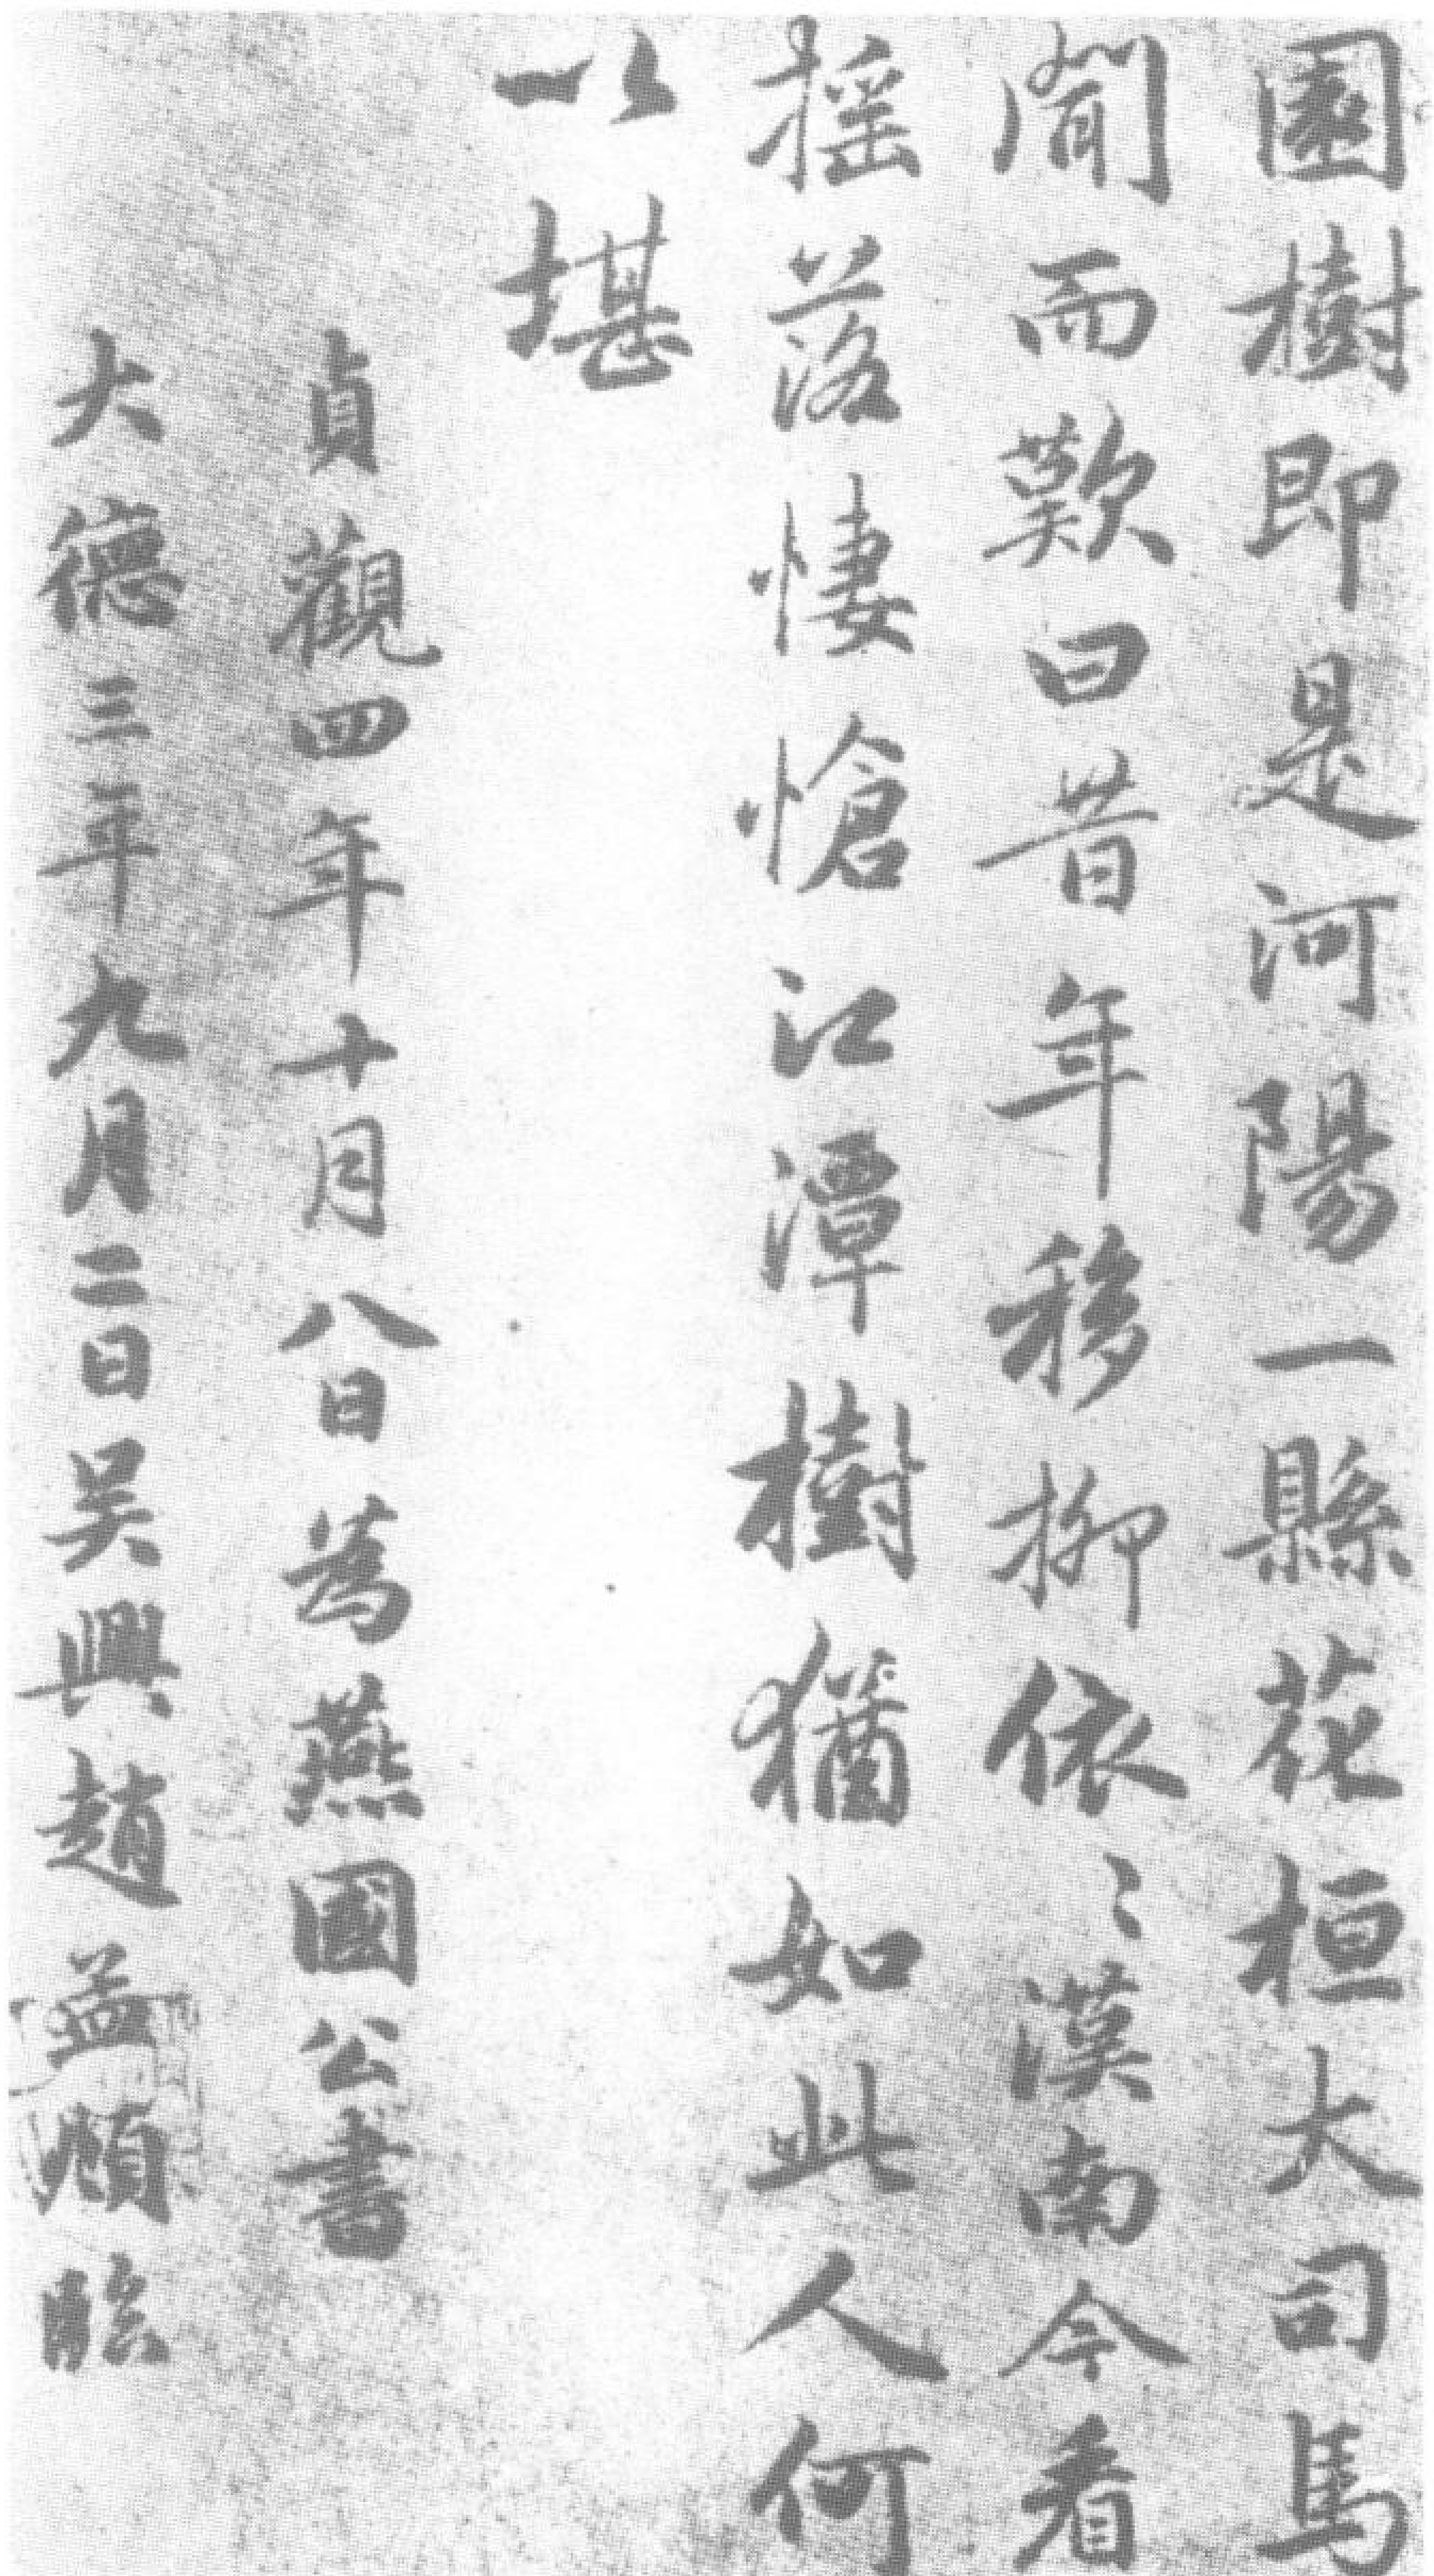 園樹即是河陽一縣花桓大司馬
聞而歎曰昔年移柳依〻漢南今看
搖落悽愴江潭樹猶如此人何
以堪
貞觀四年十月八日為燕國公書
大德三年九月二日吴興趙孟頫臨